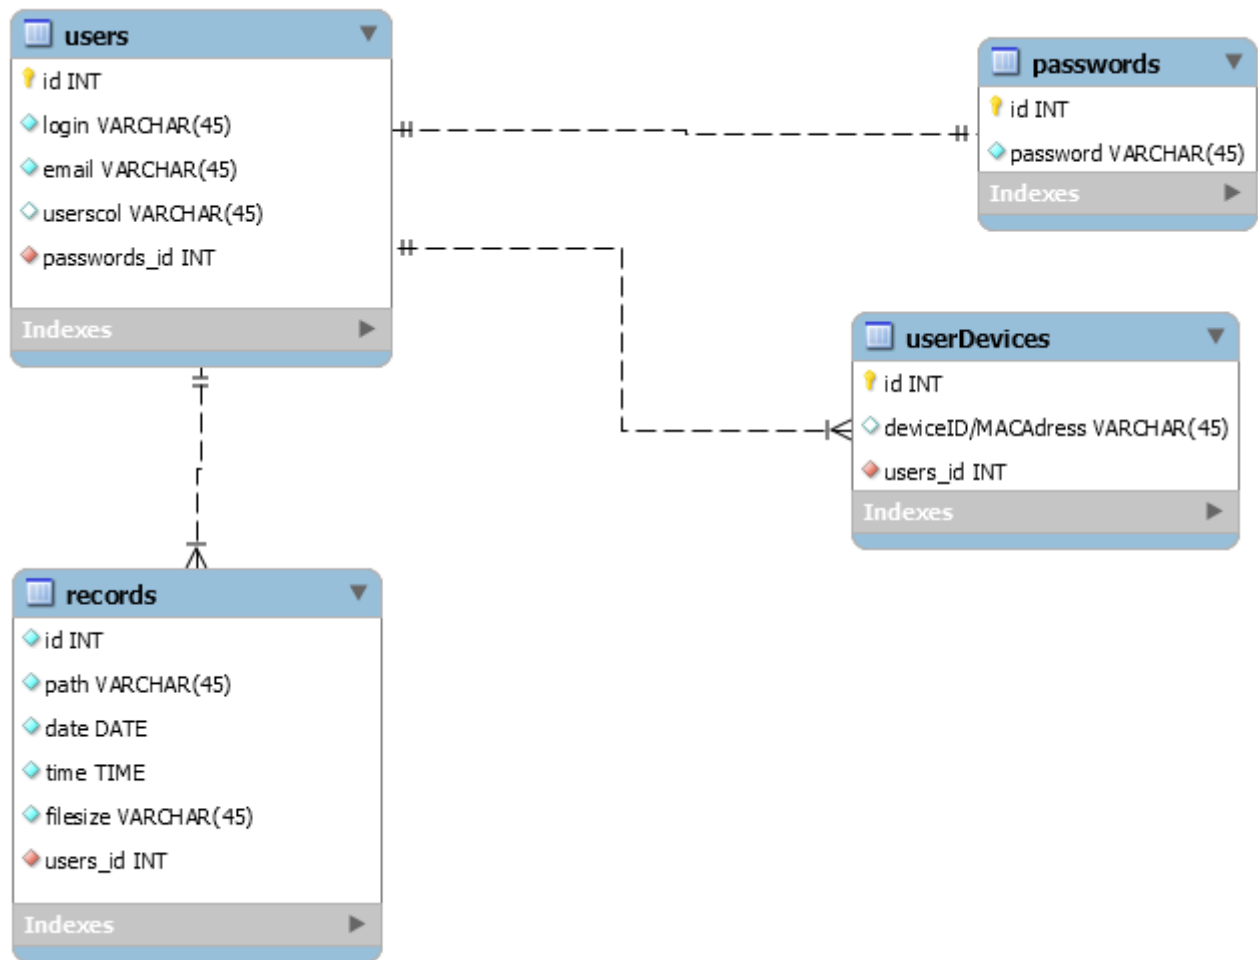 users
id INT
login VARCHAR(45)
email VARCHAR(45)
userscol VARCHAR(45)
passwords_id INT
Indexes
passwords
id INT
password VARCHAR(45)
Indexes
userDevices
id INT
deviceID/MACAdress VARCHAR(45)
users_id INT
Indexes
records
id INT
path VARCHAR(45)
date DATE
time TIME
filesize VARCHAR(45)
users_id INT
Indexes